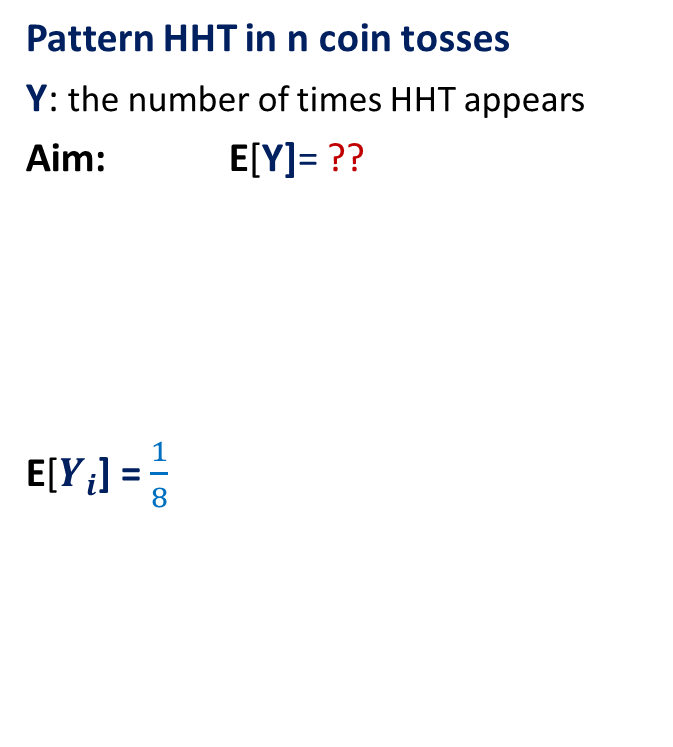 Pattern HHT in n coin tosses
Y: the number of times HHT appears
Aim: E[Y]= ??
E[Y_i] = 1/8